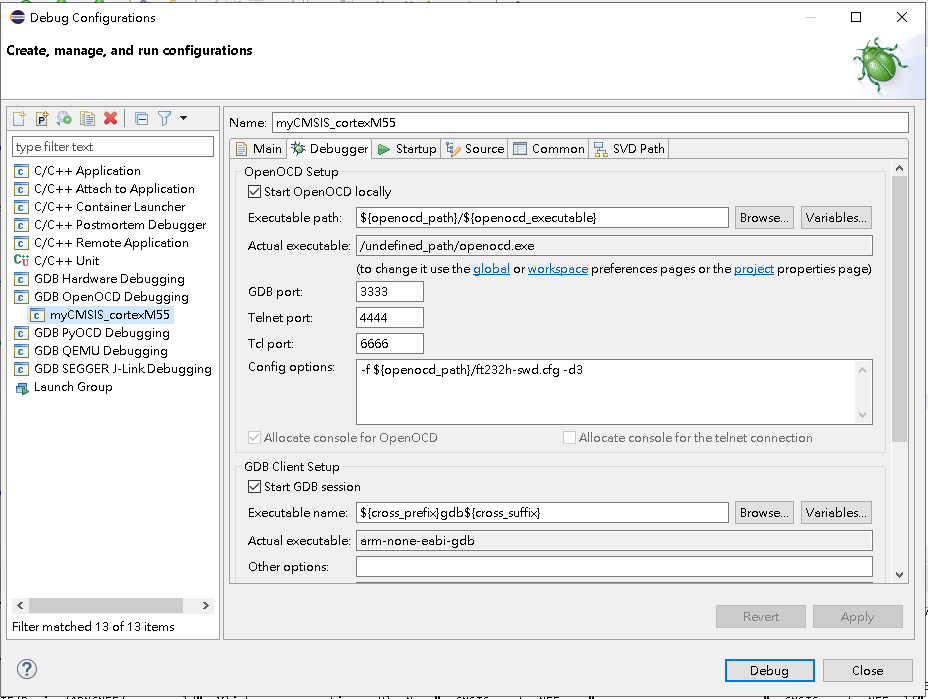 Debug Configurations
Create, manage, and run configurations
type filter text
C/C++ Application
C/C++ Attach to Application
C/C++ Container Launcher
C/C++ Postmortem Debugger
C/C++ Remote Application
C/C++ Unit
GDB Hardware Debugging
GDB OpenOCD Debugging
myCMSIS_cortexM55
GDB PyOCD Debugging
GDB QEMU Debugging
GDB SEGGER J-Link Debugging
Launch Group
Filter matched 13 of 13 items
Name: myCMSIS_cortexM55
Main Debugger Startup Source Common SVD Path
OpenOCD Setup
Start OpenOCD locally
Executable path: ${openocd_path}/${openocd_executable} Browse... Variables...
Actual executable: /undefined_path/openocd.exe
(to change it use the global or workspace preferences pages or the project properties page)
GDB port: 3333
Telnet port: 4444
Tcl port: 6666
Config options: -f ${openocd_path}/ft232h-swd.cfg -d3
Allocate console for OpenOCD Allocate console for the telnet connection
GDB Client Setup
Start GDB session
Executable name: ${cross_prefix}gdb${cross_suffix} Browse... Variables...
Actual executable: arm-none-eabi-gdb
Other options:
Revert Apply
Debug Close